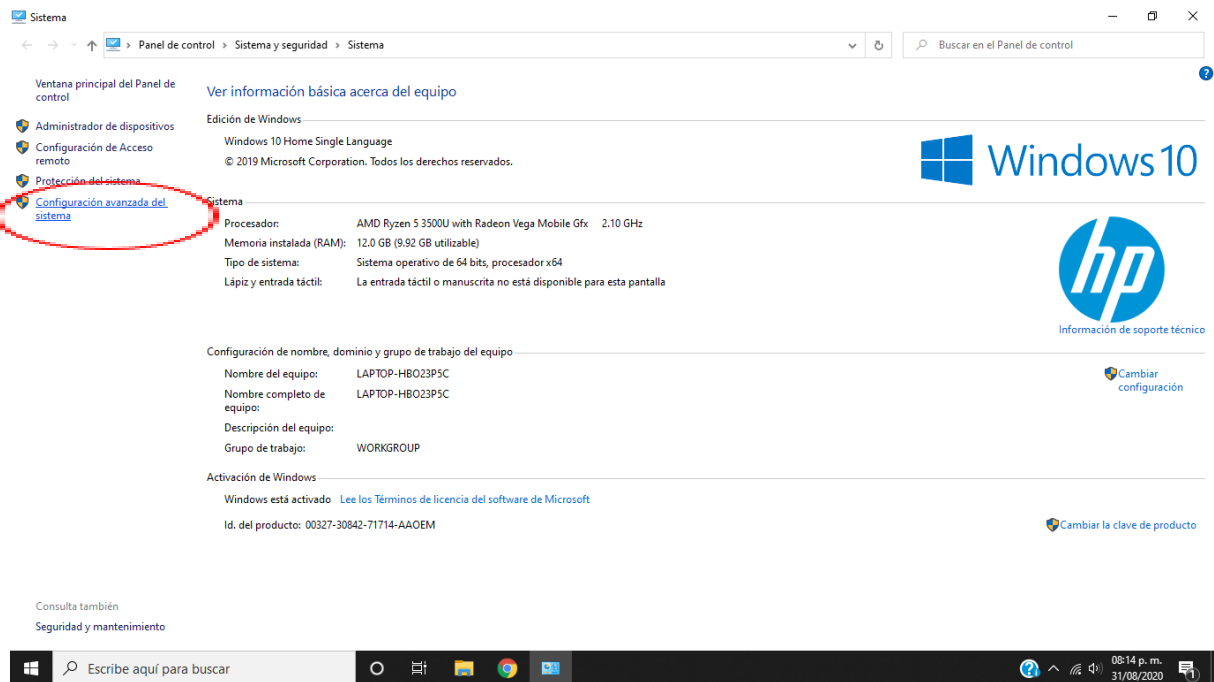 Sistema
Panel de control > Sistema y seguridad > Sistema
Buscar en el Panel de control
?
Ventana principal del Panel de
control
Administrador de dispositivos
Configuración de Acceso
remoto
Protección del sistema
Configuración avanzada del
sistema
Ver información básica acerca del equipo
Edición de Windows
Windows 10 Home Single Language
© 2019 Microsoft Corporation. Todos los derechos reservados.
Windows 10
Sistema
Procesador: AMD Ryzen 5 3500U with Radeon Vega Mobile Gfx 2.10 GHz
Memoria instalada (RAM): 12.0 GB (9.92 GB utilizable)
Tipo de sistema: Sistema operativo de 64 bits, procesador x64
Lápiz y entrada táctil: La entrada táctil o manuscrita no está disponible para esta pantalla
hp
Información de soporte técnico
Configuración de nombre, dominio y grupo de trabajo del equipo
Nombre del equipo: LAPTOP-HBO23P5C
Nombre completo de
equipo:
LAPTOP-HBO23P5C
Descripción del equipo:
Grupo de trabajo: WORKGROUP
Cambiar
configuración
Activación de Windows
Windows está activado Lee los Términos de licencia del software de Microsoft
Id. del producto: 00327-30842-71714-AAOEM
Cambiar la clave de producto
Consulta también
Seguridad y mantenimiento
Escribe aquí para buscar
08:14 p. m.
31/08/2020
1